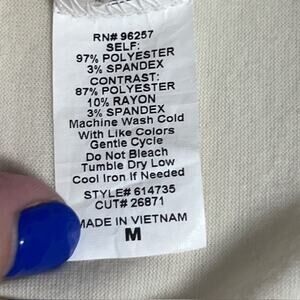 RN# 96257
SELF:
97% POLYESTER
3% SPANDEX
CONTRAST:
87% POLYESTER
10% RAYON
3% SPANDEX
Machine Wash Cold
With Like Colors
Gentle Cycle
Do Not Bleach
Tumble Dry Low
Cool Iron If Needed
STYLE# 614735
CUT# 26871
MADE IN VIETNAM
M